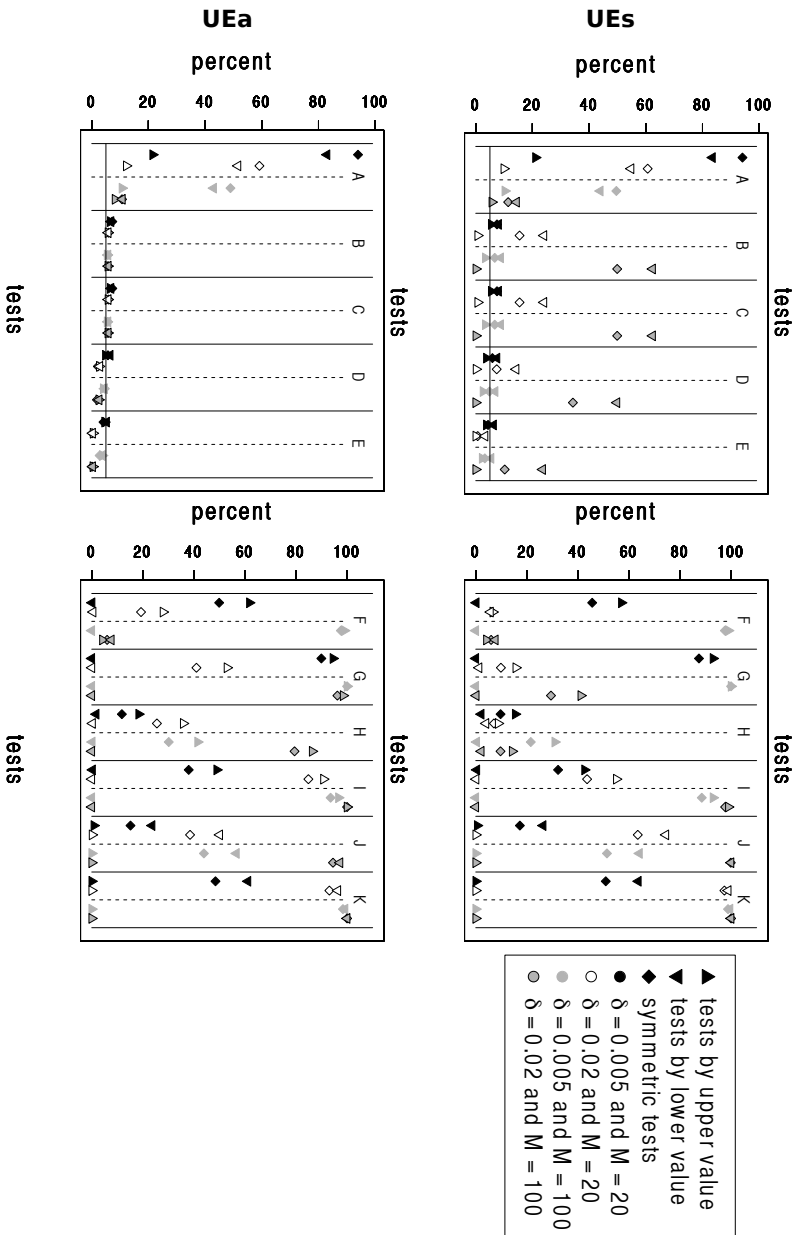 UEa
UEs
percent
percent
0 20 40 60 80 100
0 20 40 60 80 100
A
B
C
D
E
tests
A
B
C
D
E
tests
tests
percent
percent
0 20 40 60 80 100
0 20 40 60 80 100
F
G
H
I
J
K
tests
F
G
H
I
J
K
tests
tests
tests by upper value
tests by lower value
symmetric tests
δ = 0.005 and M = 20
δ = 0.02 and M = 20
δ = 0.005 and M = 100
δ = 0.02 and M = 100